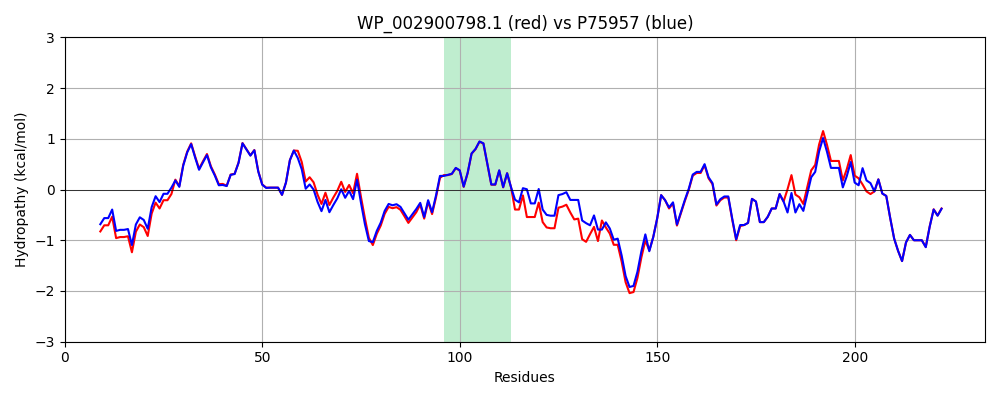 WP_002900798.1 (red) vs P75957 (blue)
Hydropathy (kcal/mol)
3
2
1
0
−1
−2
−3
0 50 100 150 200
Residues